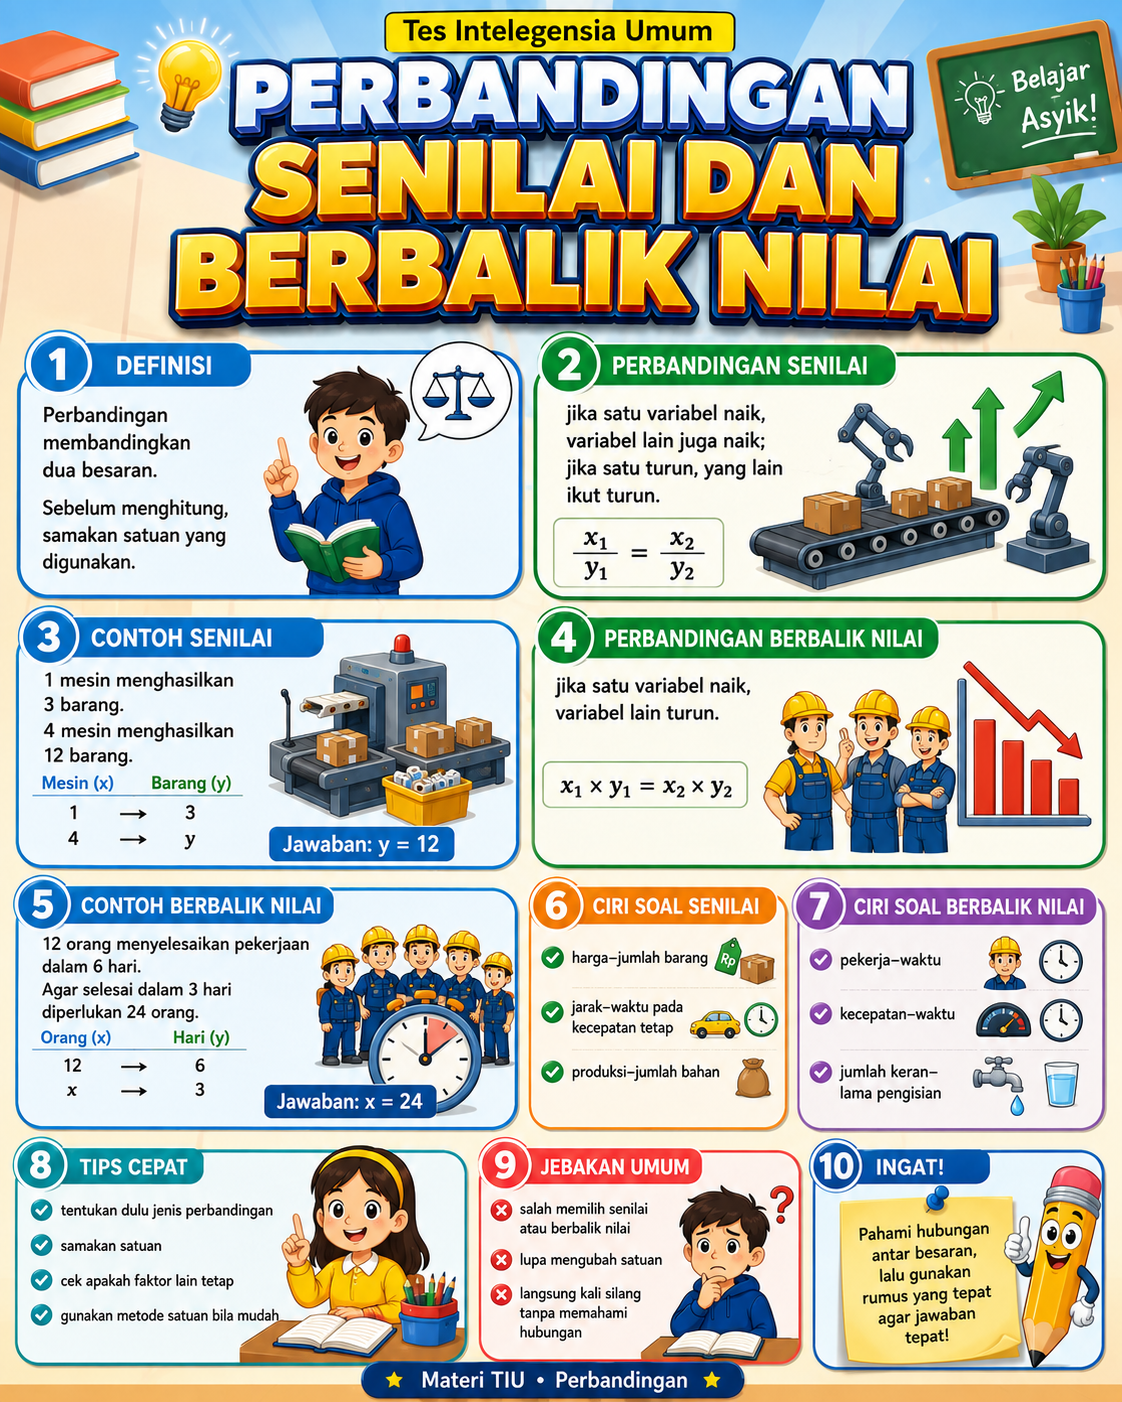 Tes Intelegensia Umum
PERBANDINGAN
SENILAI DAN
BERBALIK NILAI
Belajar
Asyik!
1 DEFINISI
Perbandingan
membandingkan
dua besaran.
Sebelum menghitung,
samakan satuan yang
digunakan.
2 PERBANDINGAN SENILAI
jika satu variabel naik,
variabel lain juga naik;
jika satu turun, yang lain
ikut turun.
x₁/y₁ = x₂/y₂
3 CONTOH SENILAI
1 mesin menghasilkan
3 barang.
4 mesin menghasilkan
12 barang.
Mesin (x) Barang (y)
1 → 3
4 → y
Jawaban: y = 12
4 PERBANDINGAN BERBALIK NILAI
jika satu variabel naik,
variabel lain turun.
x₁ × y₁ = x₂ × y₂
5 CONTOH BERBALIK NILAI
12 orang menyelesaikan pekerjaan
dalam 6 hari.
Agar selesai dalam 3 hari
diperlukan 24 orang.
Orang (x) Hari (y)
12 → 6
x → 3
Jawaban: x = 24
6 CIRI SOAL SENILAI
harga–jumlah barang
Rp
jarak–waktu pada
kecepatan tetap
produksi–jumlah bahan
7 CIRI SOAL BERBALIK NILAI
pekerja–waktu
kecepatan–waktu
jumlah keran–
lama pengisian
8 TIPS CEPAT
tentukan dulu jenis perbandingan
samakan satuan
cek apakah faktor lain tetap
gunakan metode satuan bila mudah
9 JEBAKAN UMUM
salah memilih senilai
atau berbalik nilai
lupa mengubah satuan
langsung kali silang
tanpa memahami
hubungan
?
10 INGAT!
Pahami hubungan
antar besaran,
lalu gunakan
rumus yang tepat
agar jawaban
tepat!
Materi TIU • Perbandingan